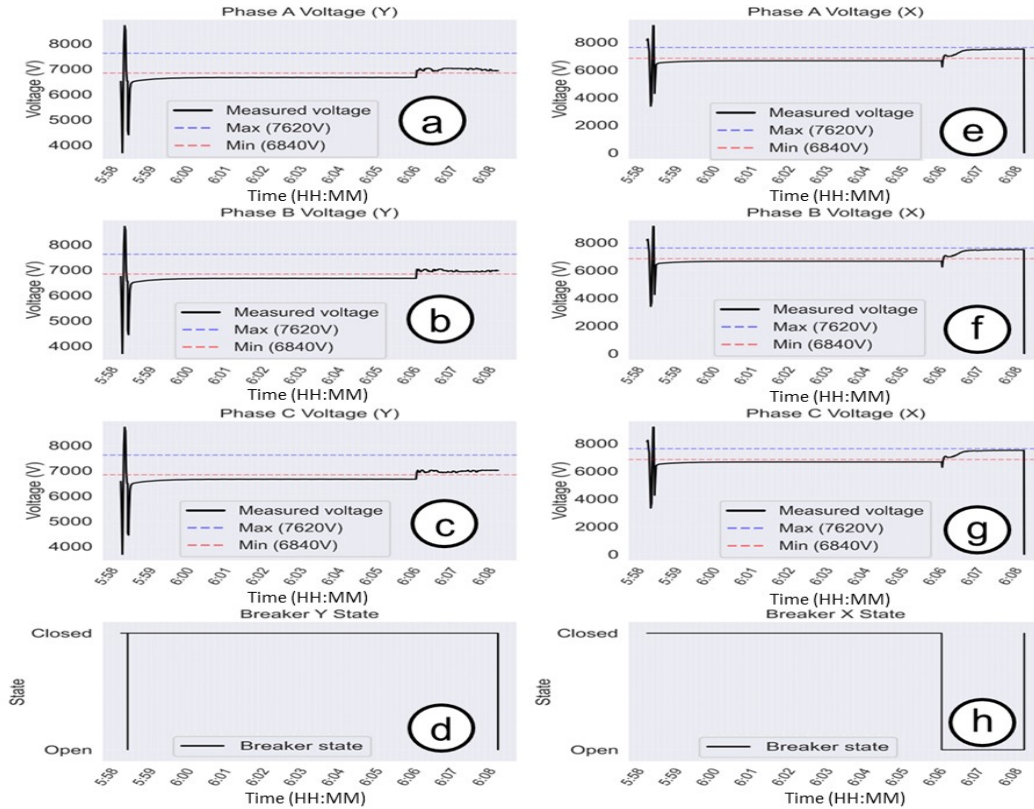 Phase A Voltage (Y)
Voltage (V)
8000
7000
6000
5000
4000
Measured voltage
Max (7620V)
Min (6840V)
a
5:58 5:59 6:00 6:01 6:02 6:03 6:04 6:05 6:06 6:07 6:08
Time (HH:MM)
Phase A Voltage (X)
Voltage (V)
8000
6000
4000
2000
0
Measured voltage
Max (7620V)
Min (6840V)
e
5:58 5:59 6:00 6:01 6:02 6:03 6:04 6:05 6:06 6:07 6:08
Time (HH:MM)
Phase B Voltage (Y)
Voltage (V)
8000
7000
6000
5000
4000
Measured voltage
Max (7620V)
Min (6840V)
b
5:58 5:59 6:00 6:01 6:02 6:03 6:04 6:05 6:06 6:07 6:08
Time (HH:MM)
Phase B Voltage (X)
Voltage (V)
8000
6000
4000
2000
0
Measured voltage
Max (7620V)
Min (6840V)
f
5:58 5:59 6:00 6:01 6:02 6:03 6:04 6:05 6:06 6:07 6:08
Time (HH:MM)
Phase C Voltage (Y)
Voltage (V)
8000
7000
6000
5000
4000
Measured voltage
Max (7620V)
Min (6840V)
c
5:58 5:59 6:00 6:01 6:02 6:03 6:04 6:05 6:06 6:07 6:08
Time (HH:MM)
Phase C Voltage (X)
Voltage (V)
8000
6000
4000
2000
0
Measured voltage
Max (7620V)
Min (6840V)
g
5:58 5:59 6:00 6:01 6:02 6:03 6:04 6:05 6:06 6:07 6:08
Time (HH:MM)
Breaker Y State
State
Closed
Open
Breaker state
d
5:58 5:59 6:00 6:01 6:02 6:03 6:04 6:05 6:06 6:07 6:08
Time (HH:MM)
Breaker X State
State
Closed
Open
Breaker state
h
5:58 5:59 6:00 6:01 6:02 6:03 6:04 6:05 6:06 6:07 6:08
Time (HH:MM)